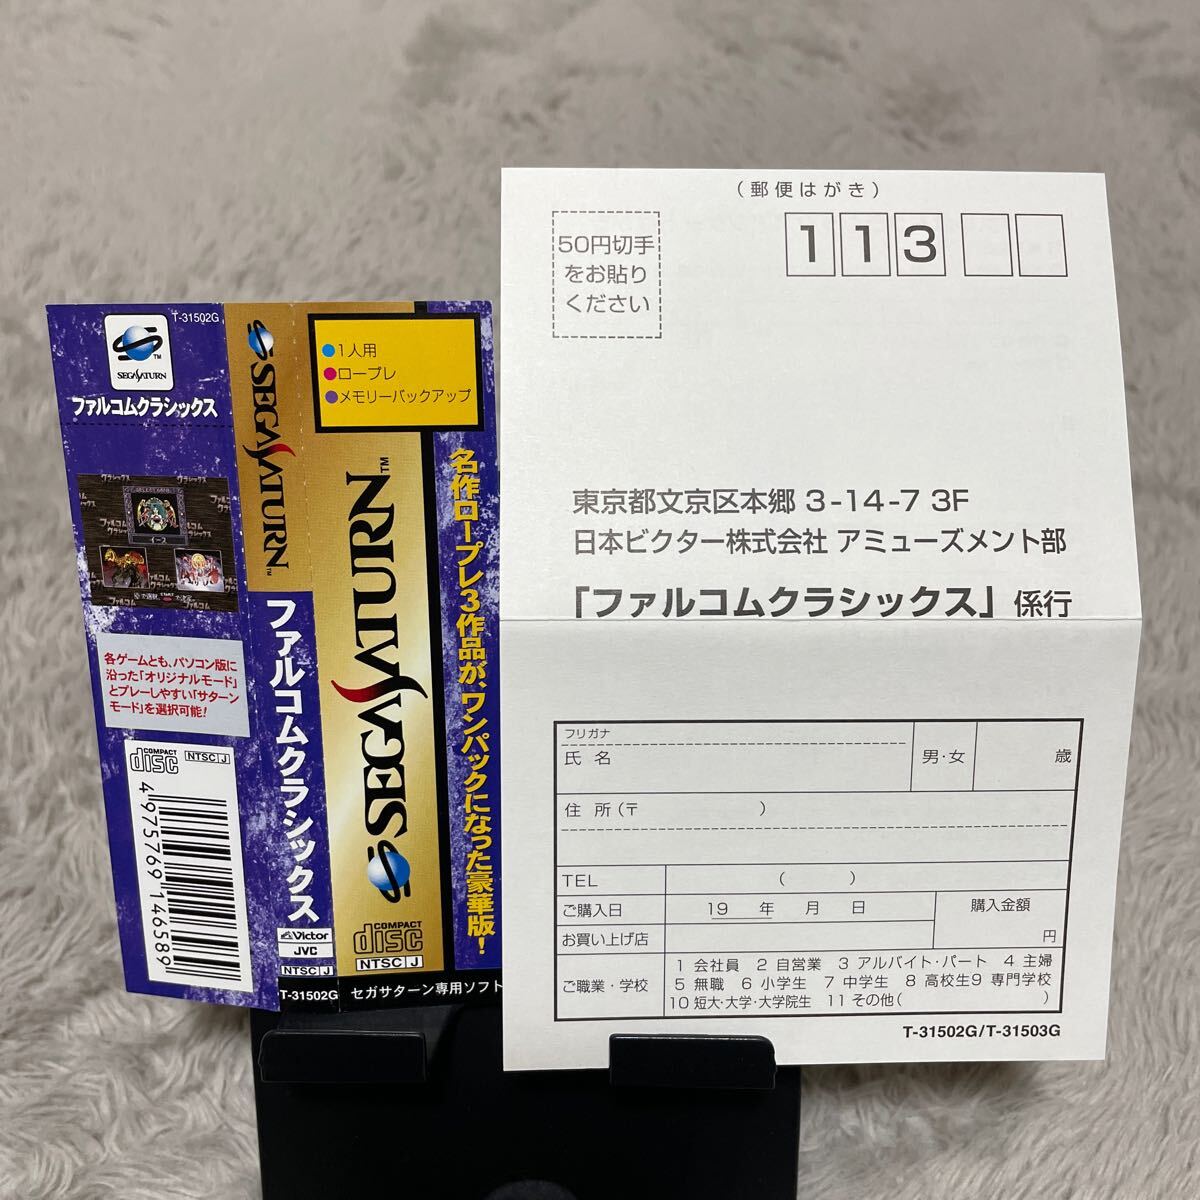 T-31502G
SEGA SATURN
TM
ファルコムクラシックス
イース
各ゲームとも、パソコン版に
沿った「オリジナルモード」
とプレーしやすい「サターン
モード」を選択可能!
COMPACT
disc
NTSC J
4975769146589
SEGA SATURN
TM
ファルコムクラシックス
Victor
JVC
NTSC J
T-31502G
●1人用
●ロープレ
●メモリーバックアップ
SEGA SATURN
TM
COMPACT
disc
NTSC J
セガサターン専用ソフト
名作ロープレ3作品が、ワンパックになった豪華版!
(郵便はがき)
50円切手
をお貼り
ください
113
東京都文京区本郷 3-14-7 3F
日本ビクター株式会社 アミューズメント部
『ファルコムクラシックス』係行
フリガナ
氏 名
男・女
歳
住 所(〒 )
TEL ( )
ご購入日 19 年 月 日
購入金額
円
お買い上げ店
ご職業・学校
1 会社員 2 自営業 3 アルバイト・パート 4 主婦
5 無職 6 小学生 7 中学生 8 高校生 9 専門学校
10 短大・大学・大学院生 11 その他( )
T-31502G/T-31503G